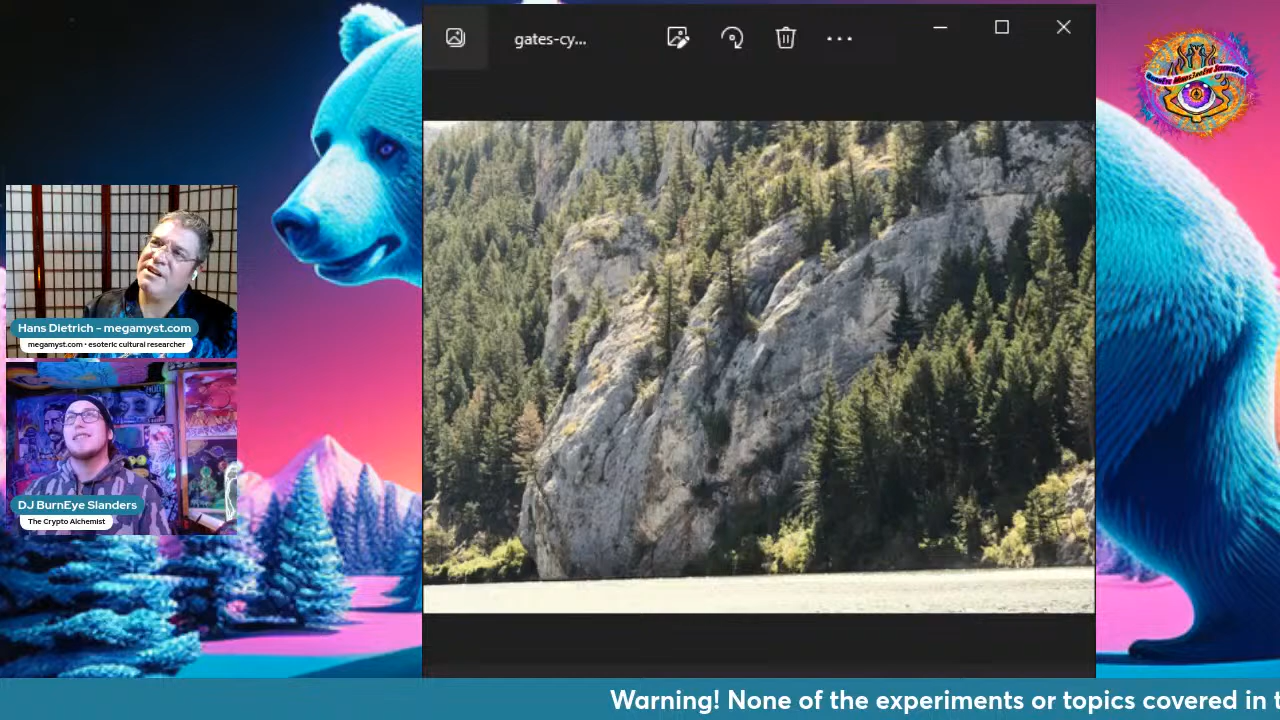 gates-cy...
Hans Dietrich - megamyst.com
megamyst.com • esoteric cultural researcher
DJ BurnEye Slanders
The Crypto Alchemist
Warning! None of the experiments or topics covered in t